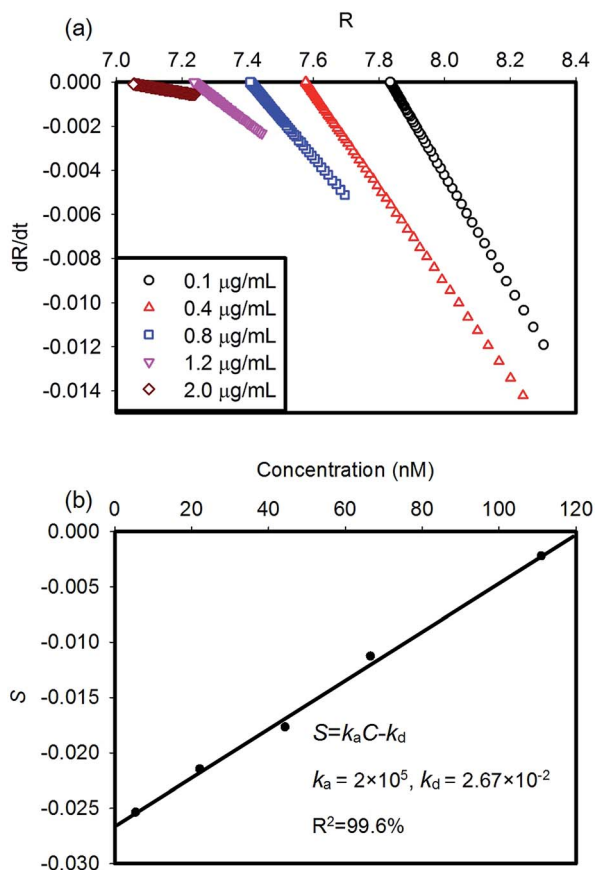 (a)
R
7.0 7.2 7.4 7.6 7.8 8.0 8.2 8.4
0.000
-0.002
-0.004
-0.006
-0.008
-0.010
-0.012
-0.014
dR/dt
0.1 μg/mL
0.4 μg/mL
0.8 μg/mL
1.2 μg/mL
2.0 μg/mL
(b)
Concentration (nM)
0 20 40 60 80 100 120
0.000
-0.005
-0.010
-0.015
-0.020
-0.025
-0.030
S
S=kₐC-k_d
kₐ = 2×10⁵, k_d = 2.67×10⁻²
R²=99.6%